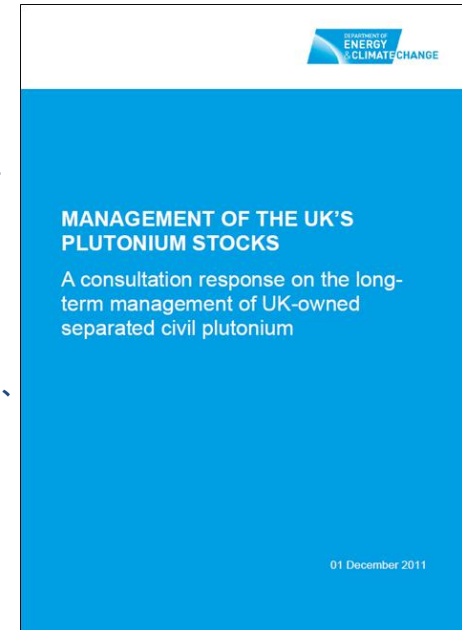 DEPARTMENT OF
ENERGY
& CLIMATE CHANGE
MANAGEMENT OF THE UK'S
PLUTONIUM STOCKS
A consultation response on the long-
term management of UK-owned
separated civil plutonium
、
01 December 2011